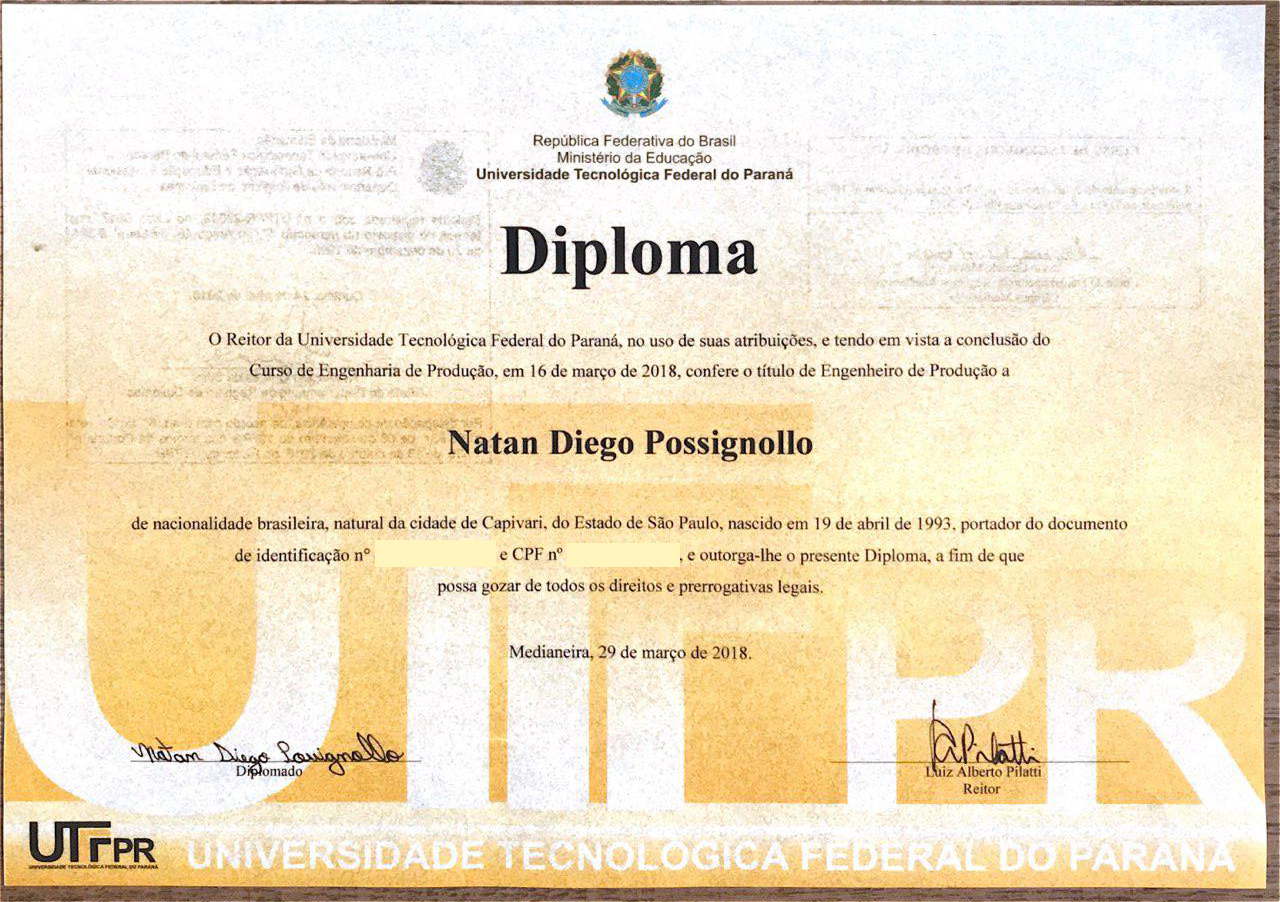 República Federativa do Brasil
Ministério da Educação
Universidade Tecnológica Federal do Paraná
Diploma
O Reitor da Universidade Tecnológica Federal do Paraná, no uso de suas atribuições, e tendo em vista a conclusão do
Curso de Engenharia de Produção, em 16 de março de 2018, confere o título de Engenheiro de Produção a
Natan Diego Possignollo
de nacionalidade brasileira, natural da cidade de Capivari, do Estado de São Paulo, nascido em 19 de abril de 1993, portador do documento
de identificação nº e CPF nº , e outorga-lhe o presente Diploma, a fim de que
possa gozar de todos os direitos e prerrogativas legais.
Medianeira, 29 de março de 2018.
Natan Diego Possignollo
Diplomado
APilatti
Luiz Alberto Pilatti
Reitor
UTFPR
UTFPR
UNIVERSIDADE TECNOLÓGICA FEDERAL DO PARANÁ
UNIVERSIDADE TECNOLÓGICA FEDERAL DO PARANÁ